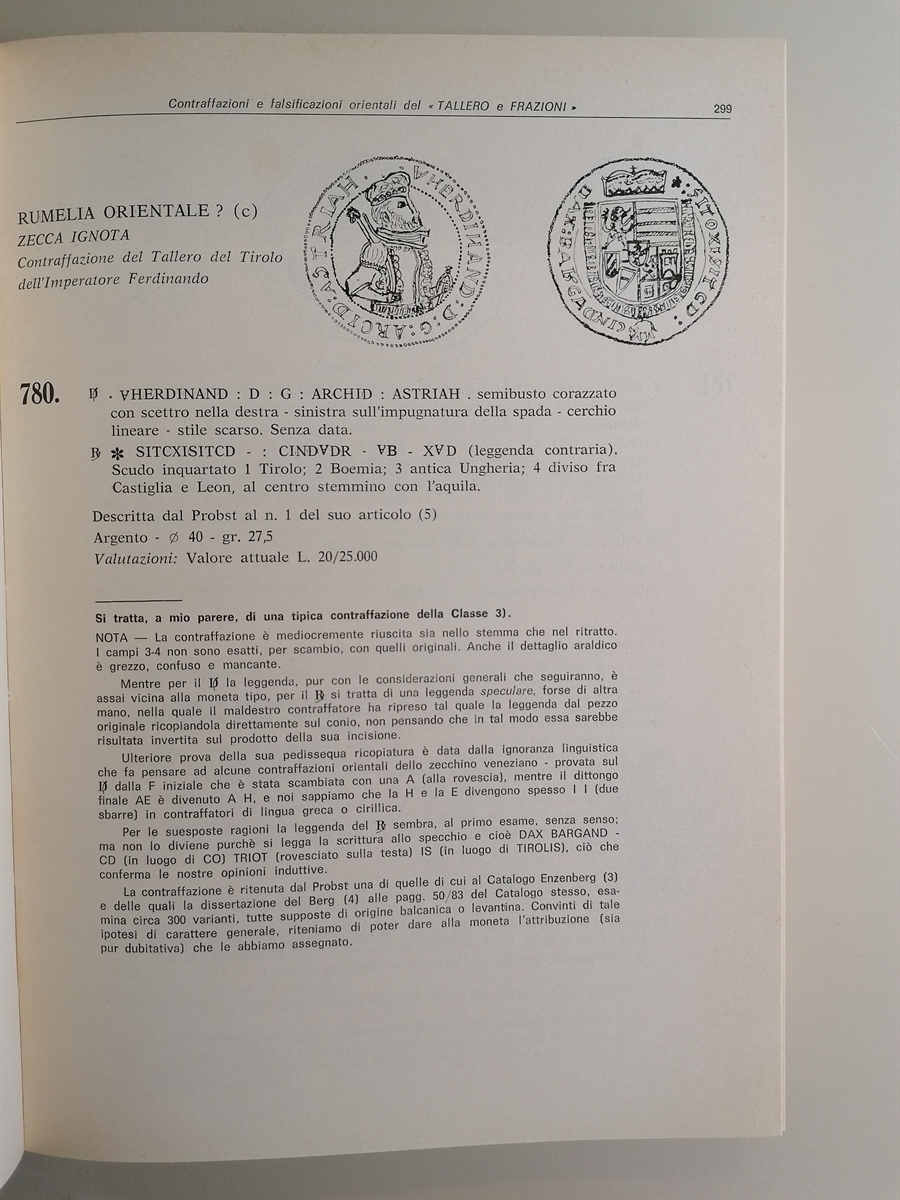 Contraffazioni e falsificazioni orientali del « TALLERO e FRAZIONI » 299
RUMELIA ORIENTALE ? (c)
ZECCA IGNOTA
Contraffazione del Tallero del Tirolo
dell'Imperatore Ferdinando
780. D/ . ∀HERDINAND : D : G : ARCHID : ASTRIAH . semibusto corazzato
con scettro nella destra - sinistra sull'impugnatura della spada - cerchio
lineare - stile scarso. Senza data.
R/ ✻ SITCXISITCD - : CIND∀DR - ∀B - X∀D (leggenda contraria).
Scudo inquartato 1 Tirolo; 2 Boemia; 3 antica Ungheria; 4 diviso fra
Castiglia e Leon, al centro stemmino con l'aquila.
Descritta dal Probst al n. 1 del suo articolo (5)
Argento - ∅ 40 - gr. 27,5
Valutazioni: Valore attuale L. 20/25.000
Si tratta, a mio parere, di una tipica contraffazione della Classe 3).
NOTA — La contraffazione è mediocremente riuscita sia nello stemma che nel ritratto.
I campi 3-4 non sono esatti, per scambio, con quelli originali. Anche il dettaglio araldico
è grezzo, confuso e mancante.
Mentre per il D/ la leggenda, pur con le considerazioni generali che seguiranno, è
assai vicina alla moneta tipo, per il R/ si tratta di una leggenda speculare, forse di altra
mano, nella quale il maldestro contraffatore ha ripreso tal quale la leggenda dal pezzo
originale ricopiandola direttamente sul conio, non pensando che in tal modo essa sarebbe
risultata invertita sul prodotto della sua incisione.
Ulteriore prova della sua pedissequa ricopiatura è data dalla ignoranza linguistica
che fa pensare ad alcune contraffazioni orientali dello zecchino veneziano - provata sul
D/ dalla F iniziale che è stata scambiata con una A (alla rovescia), mentre il dittongo
finale AE è divenuto A H, e noi sappiamo che la H e la E divengono spesso I I (due
sbarre) in contraffatori di lingua greca o cirillica.
Per le suesposte ragioni la leggenda del R/ sembra, al primo esame, senza senso;
ma non lo diviene purchè si legga la scrittura allo specchio e cioè DAX BARGAND -
CD (in luogo di CO) TRIOT (rovesciato sulla testa) IS (in luogo di TIROLIS), ciò che
conferma le nostre opinioni induttive.
La contraffazione è ritenuta dal Probst una di quelle di cui al Catalogo Enzenberg (3)
e delle quali la dissertazione del Berg (4) alle pagg. 50/83 del Catalogo stesso, esa-
mina circa 300 varianti, tutte supposte di origine balcanica o levantina. Convinti di tale
ipotesi di carattere generale, riteniamo di poter dare alla moneta l'attribuzione (sia
pur dubitativa) che le abbiamo assegnato.